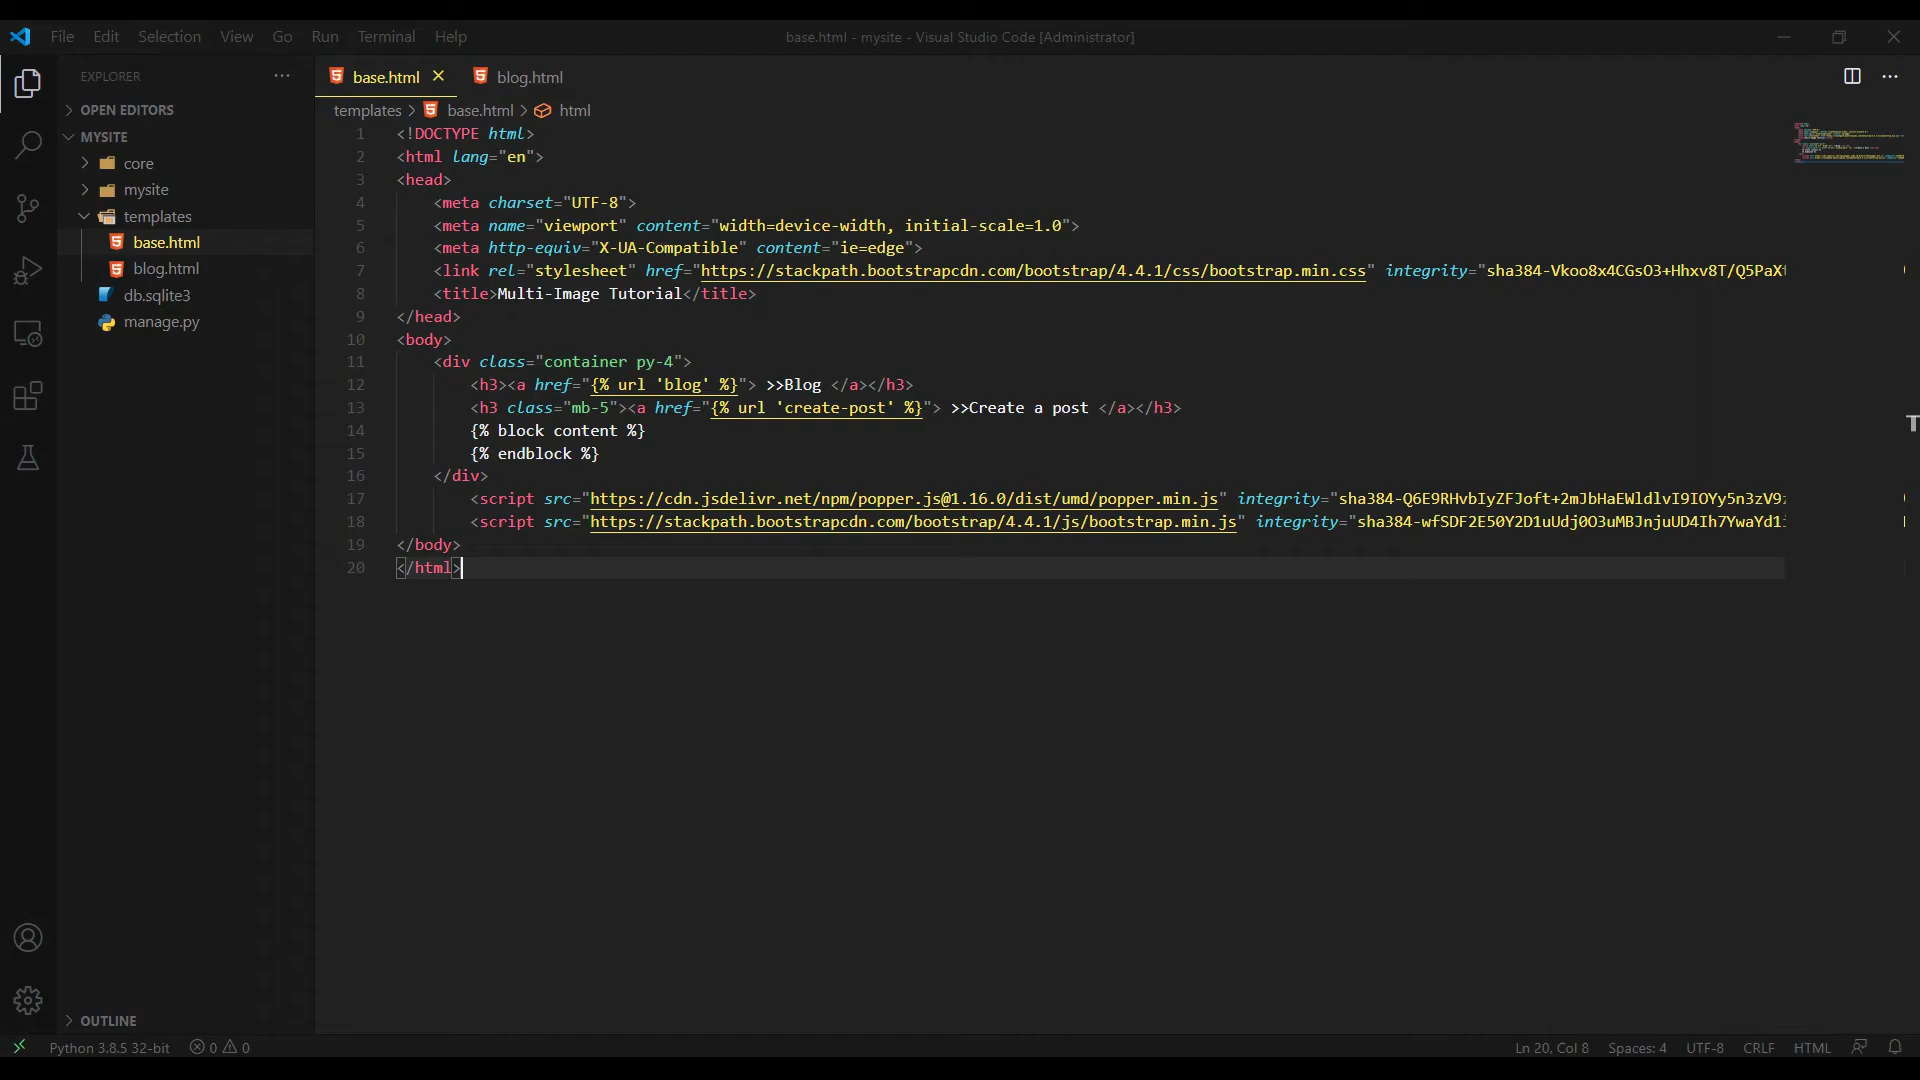 File Edit Selection View Go Run Terminal Help
base.html - mysite - Visual Studio Code [Administrator]
EXPLORER
OPEN EDITORS
MYSITE
core
mysite
templates
base.html
blog.html
db.sqlite3
manage.py
OUTLINE
base.html
blog.html
templates > base.html > html
1 <!DOCTYPE html>
2 <html lang="en">
3 <head>
4 <meta charset="UTF-8">
5 <meta name="viewport" content="width=device-width, initial-scale=1.0">
6 <meta http-equiv="X-UA-Compatible" content="ie=edge">
7 <link rel="stylesheet" href="https://stackpath.bootstrapcdn.com/bootstrap/4.4.1/css/bootstrap.min.css" integrity="sha384-Vkoo8x4CGsO3+Hhxv8T/Q5PaX
8 <title>Multi-Image Tutorial</title>
9 </head>
10 <body>
11 <div class="container py-4">
12 <h3><a href="{% url 'blog' %}"> >>Blog </a></h3>
13 <h3 class="mb-5"><a href="{% url 'create-post' %}"> >>Create a post </a></h3>
14 {% block content %}
15 {% endblock %}
16 </div>
17 <script src="https://cdn.jsdelivr.net/npm/popper.js@1.16.0/dist/umd/popper.min.js" integrity="sha384-Q6E9RHvbIyZFJoft+2mJbHaEWldlvI9IOYy5n3zV9z
18 <script src="https://stackpath.bootstrapcdn.com/bootstrap/4.4.1/js/bootstrap.min.js" integrity="sha384-wfSDF2E50Y2D1uUdj0O3uMBJnjuUD4Ih7YwaYd1i
19 </body>
20 </html>
Python 3.8.5 32-bit 0 0
Ln 20, Col 8 Spaces: 4 UTF-8 CRLF HTML